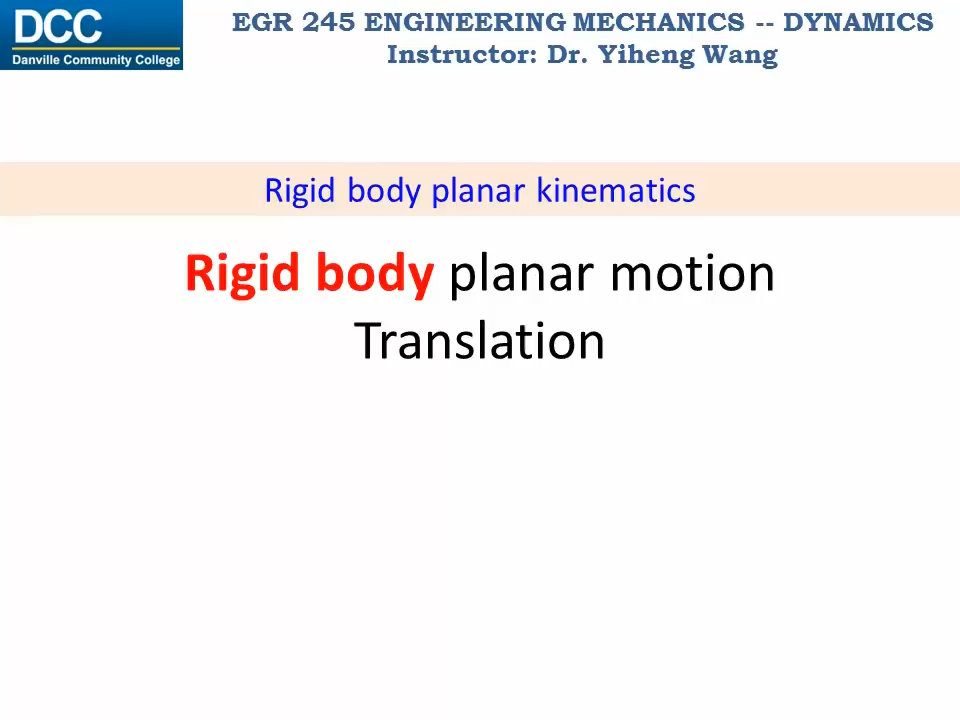 DCC
Danville Community College
EGR 245 ENGINEERING MECHANICS -- DYNAMICS
Instructor: Dr. Yiheng Wang
Rigid body planar kinematics
Rigid body planar motion
Translation